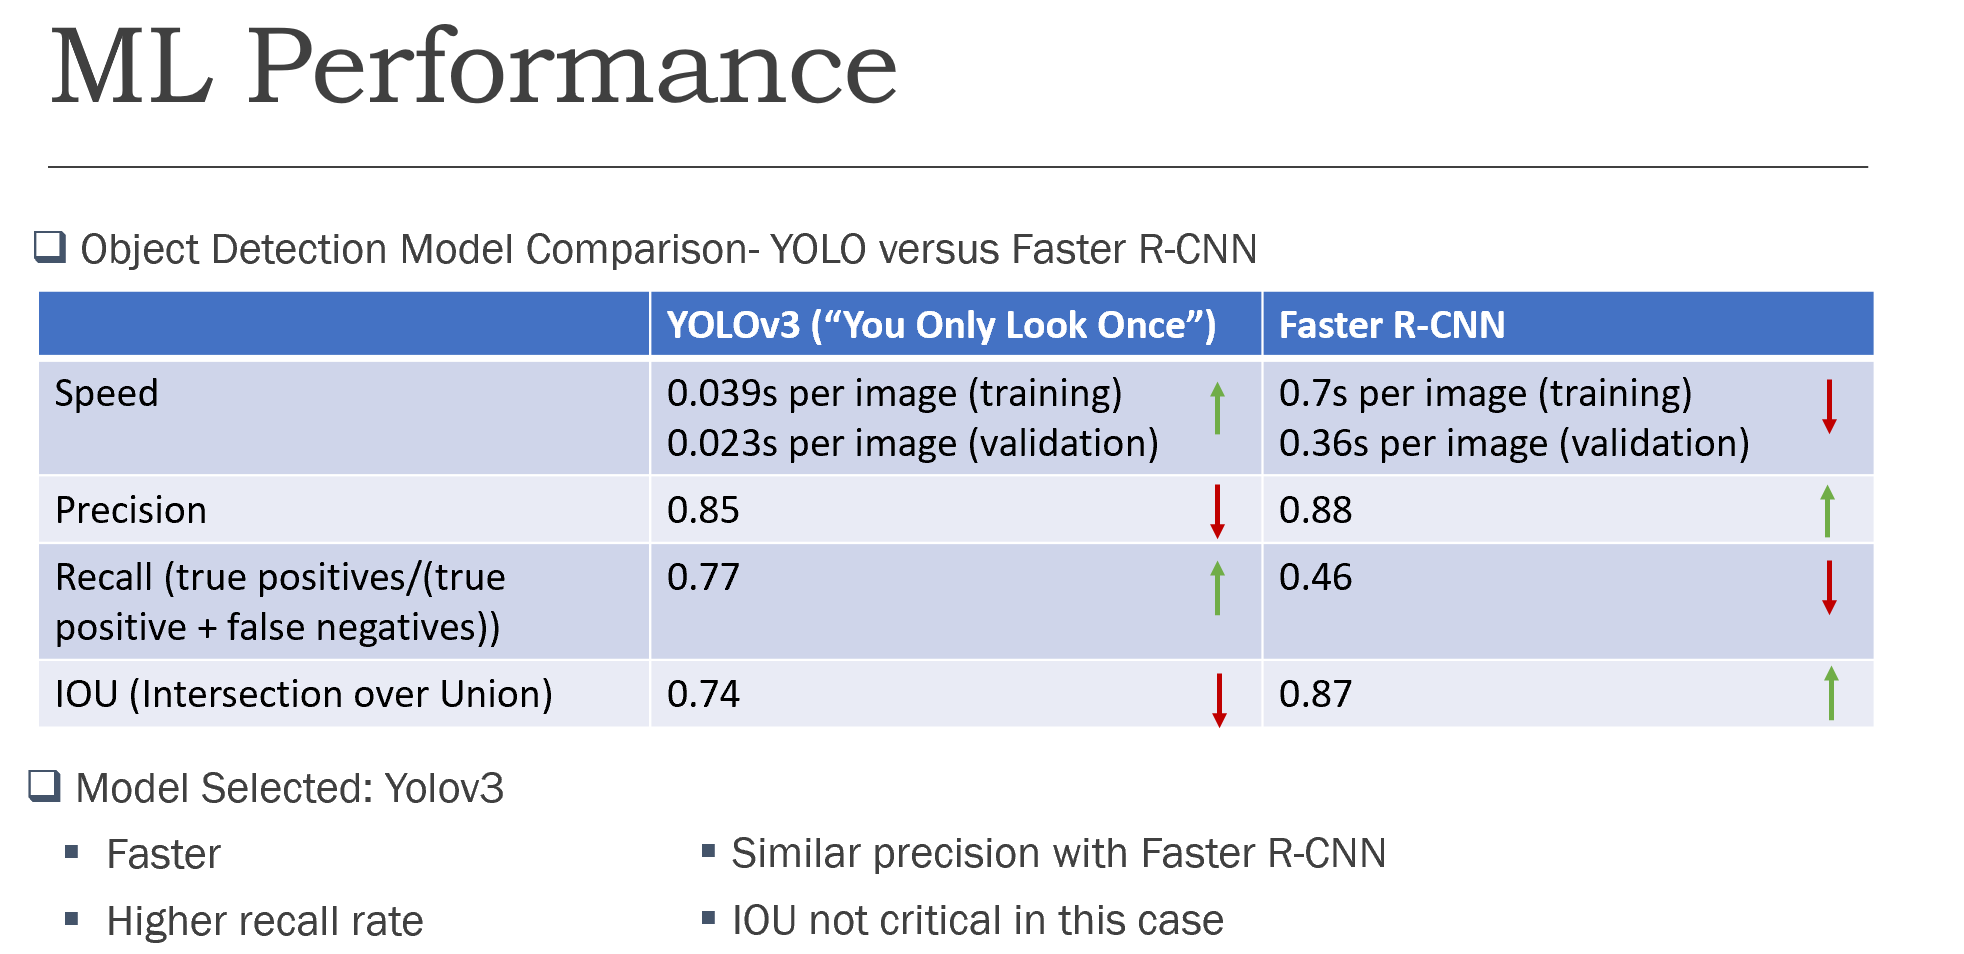 ML Performance
Object Detection Model Comparison- YOLO versus Faster R-CNN
YOLOv3 (“You Only Look Once”)
Faster R-CNN
Speed
0.039s per image (training)
0.023s per image (validation)
0.7s per image (training)
0.36s per image (validation)
Precision
0.85
0.88
Recall (true positives/(true
positive + false negatives))
0.77
0.46
IOU (Intersection over Union)
0.74
0.87
Model Selected: Yolov3
Faster
Higher recall rate
Similar precision with Faster R-CNN
IOU not critical in this case